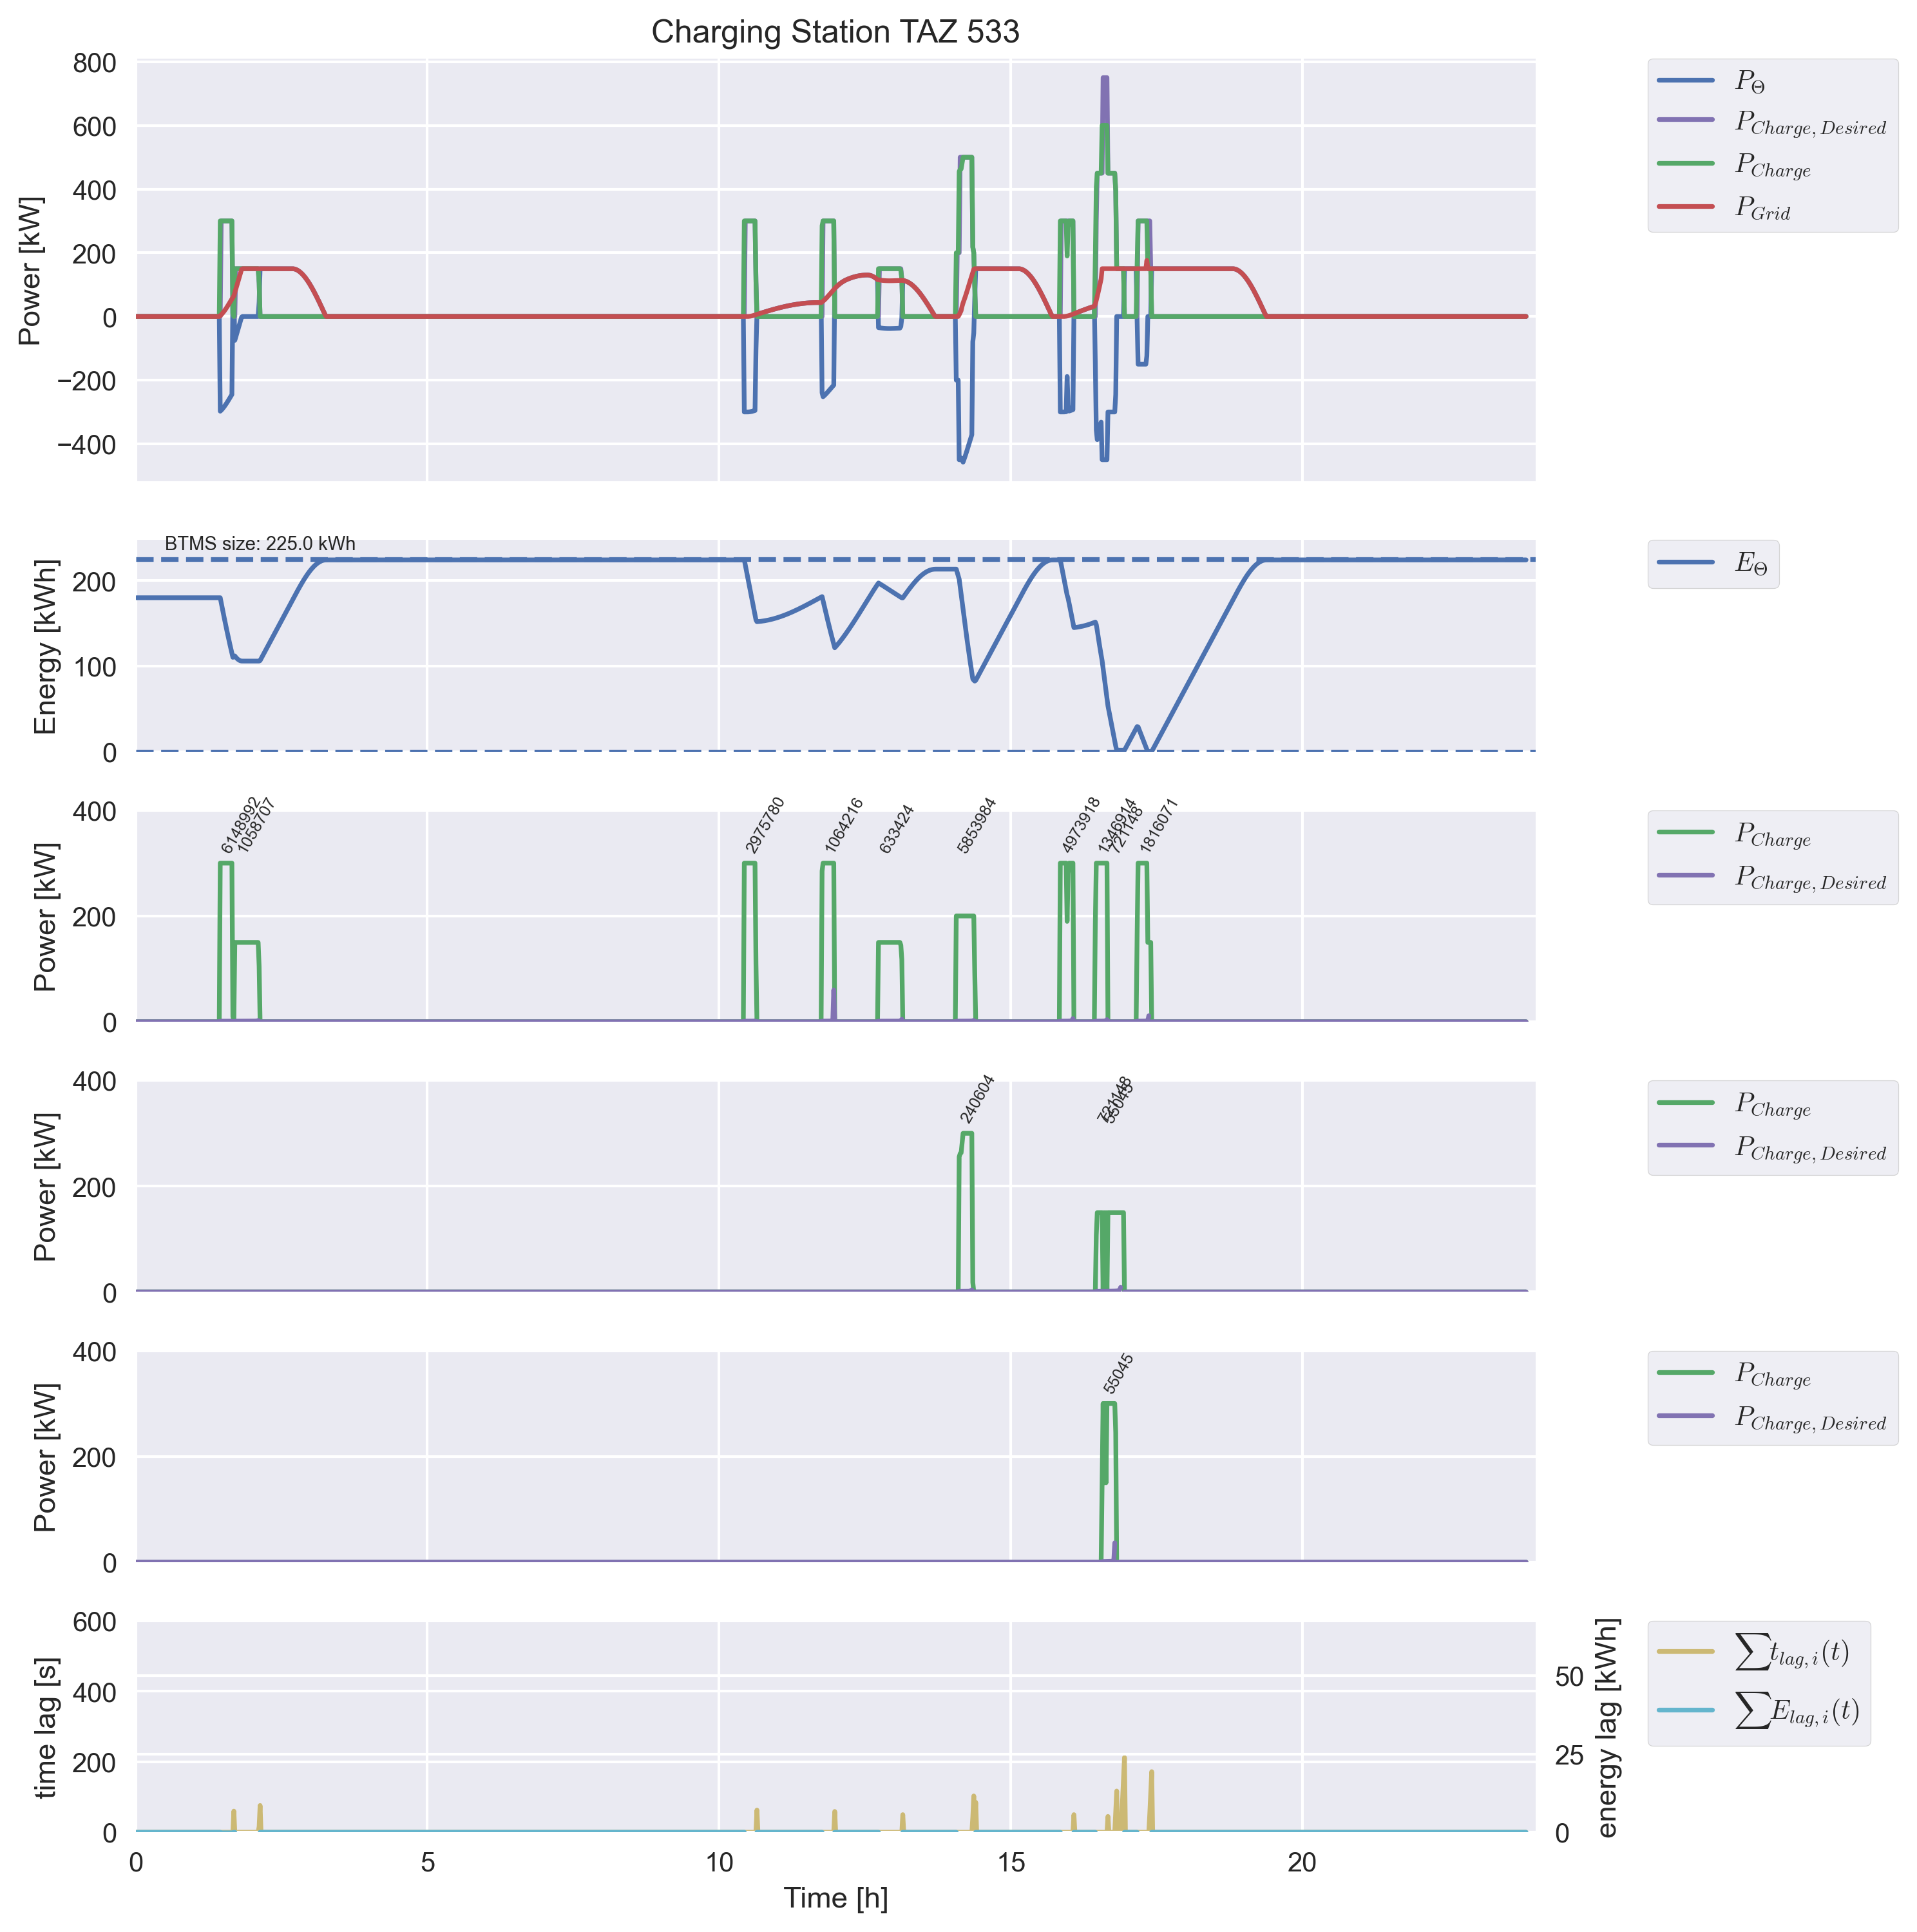 Charging Station TAZ 533
Power [kW]
800
600
400
200
0
−200
−400
P_Θ
P_Charge,Desired
P_Charge
P_Grid
BTMS size: 225.0 kWh
Energy [kWh]
200
100
0
E_Θ
Power [kW]
400
200
0
6148992
1058707
2975780
1064216
633424
5853984
4973918
1346914
721148
1816071
P_Charge
P_Charge,Desired
Power [kW]
400
200
0
240604
721148
55045
P_Charge
P_Charge,Desired
Power [kW]
400
200
0
55045
P_Charge
P_Charge,Desired
time lag [s]
600
400
200
0
energy lag [kWh]
50
25
0
∑t_lag,i(t)
∑E_lag,i(t)
0 5 10 15 20
Time [h]